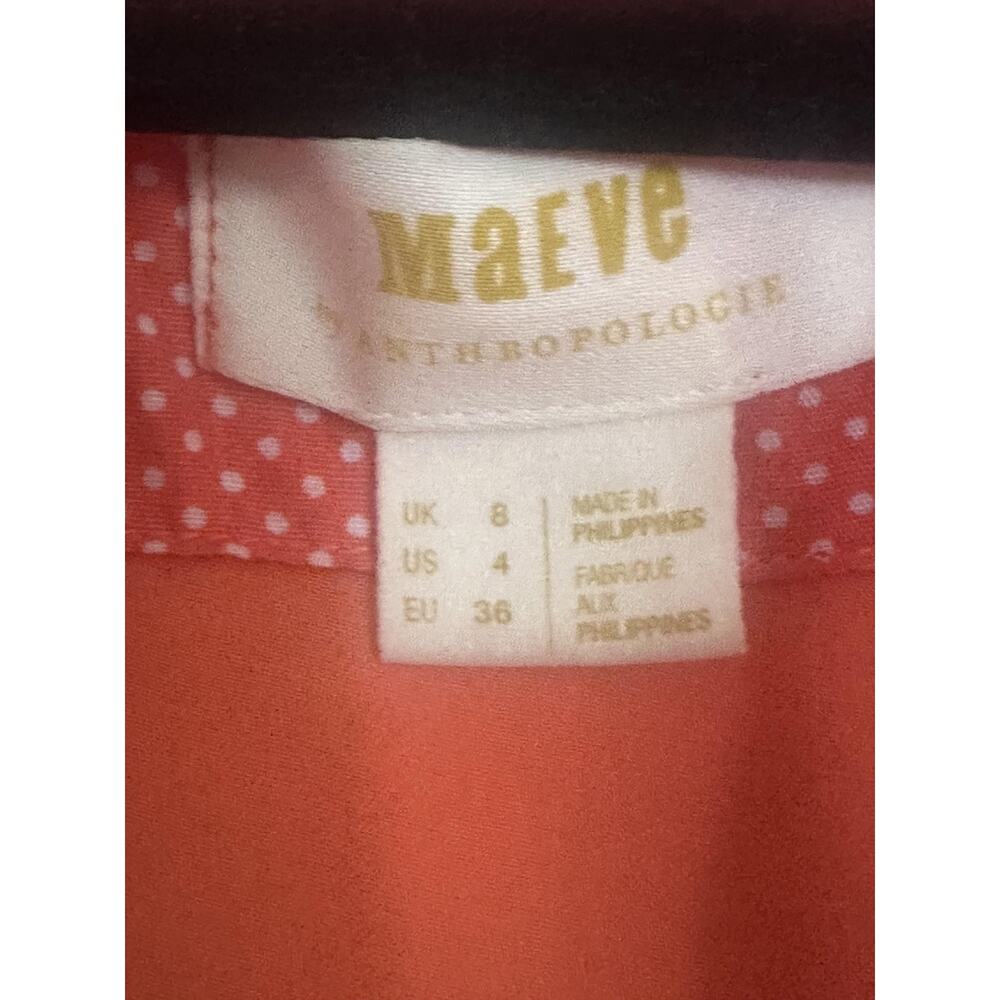 MaEVe
BY ANTHROPOLOGIE
UK 8
US 4
EU 36
MADE IN
PHILIPPINES
FABRIQUE
AUX
PHILIPPINES